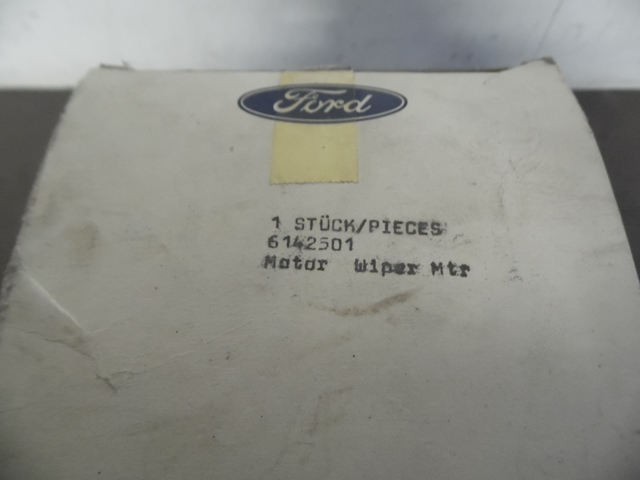 Ford
1 STÜCK/PIECES
6142501
Motor Wiper Mtr